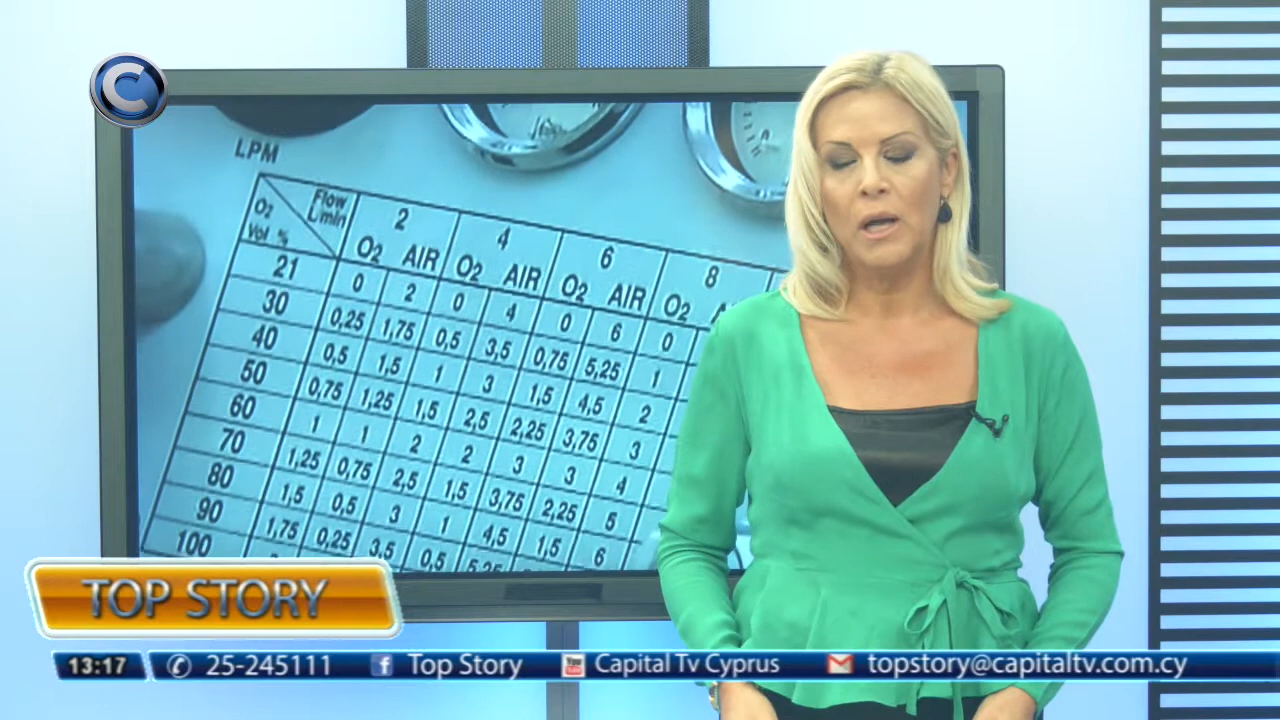 C
LPM
Flow L/min 2 4 6 8
O2 Vol % O2 AIR O2 AIR O2 AIR O2
21 0 2 0 4 0 6 0
30 0,25 1,75 0,5 3,5 0,75 5,25 1
40 0,5 1,5 1 3 1,5 4,5 2
50 0,75 1,25 1,5 2,5 2,25 3,75 3
60 1 1 2 2 3 3 4
70 1,25 0,75 2,5 1,5 3,75 2,25 5
80 1,5 0,5 3 1 4,5 1,5 6
90 1,75 0,25 3,5 0,5 5,25
100
TOP STORY
13:17 25-245111 f Top Story You Capital Tv Cyprus topstory@capitaltv.com.cy